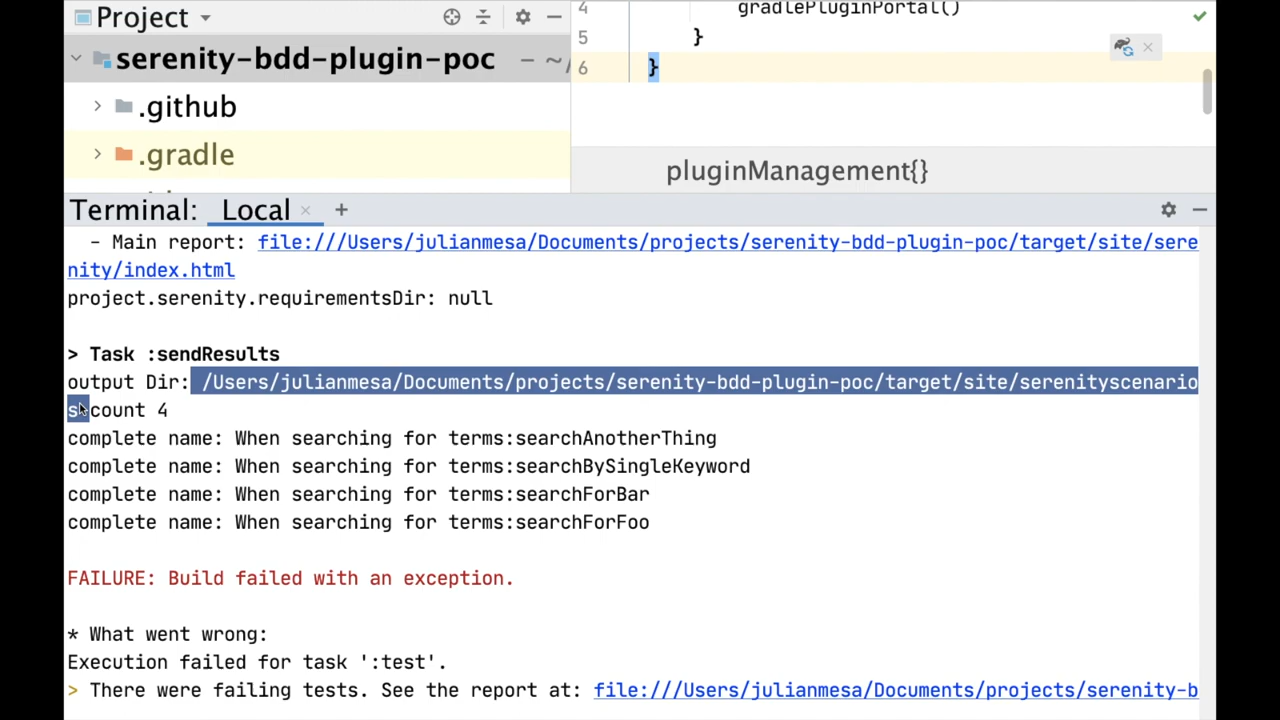 Project
4 gradlePluginPortal()
5 }
6 }
serenity-bdd-plugin-poc – ~/
.github
.gradle
pluginManagement{}
Terminal: Local × +
- Main report: file:///Users/julianmesa/Documents/projects/serenity-bdd-plugin-poc/target/site/sere
nity/index.html
project.serenity.requirementsDir: null
> Task :sendResults
output Dir: /Users/julianmesa/Documents/projects/serenity-bdd-plugin-poc/target/site/serenityscenario
s count 4
complete name: When searching for terms:searchAnotherThing
complete name: When searching for terms:searchBySingleKeyword
complete name: When searching for terms:searchForBar
complete name: When searching for terms:searchForFoo
FAILURE: Build failed with an exception.
* What went wrong:
Execution failed for task ':test'.
> There were failing tests. See the report at: file:///Users/julianmesa/Documents/projects/serenity-b